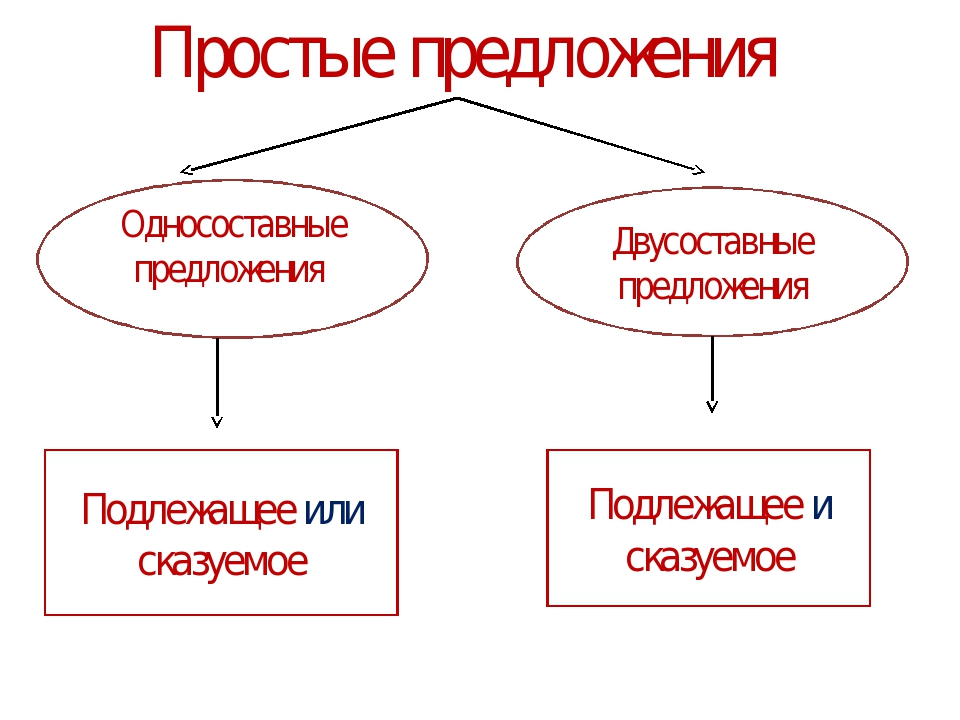 Простые предложения
Односоставные
предложения
Двусоставные
предложения
Подлежащее или
сказуемое
Подлежащее и
сказуемое